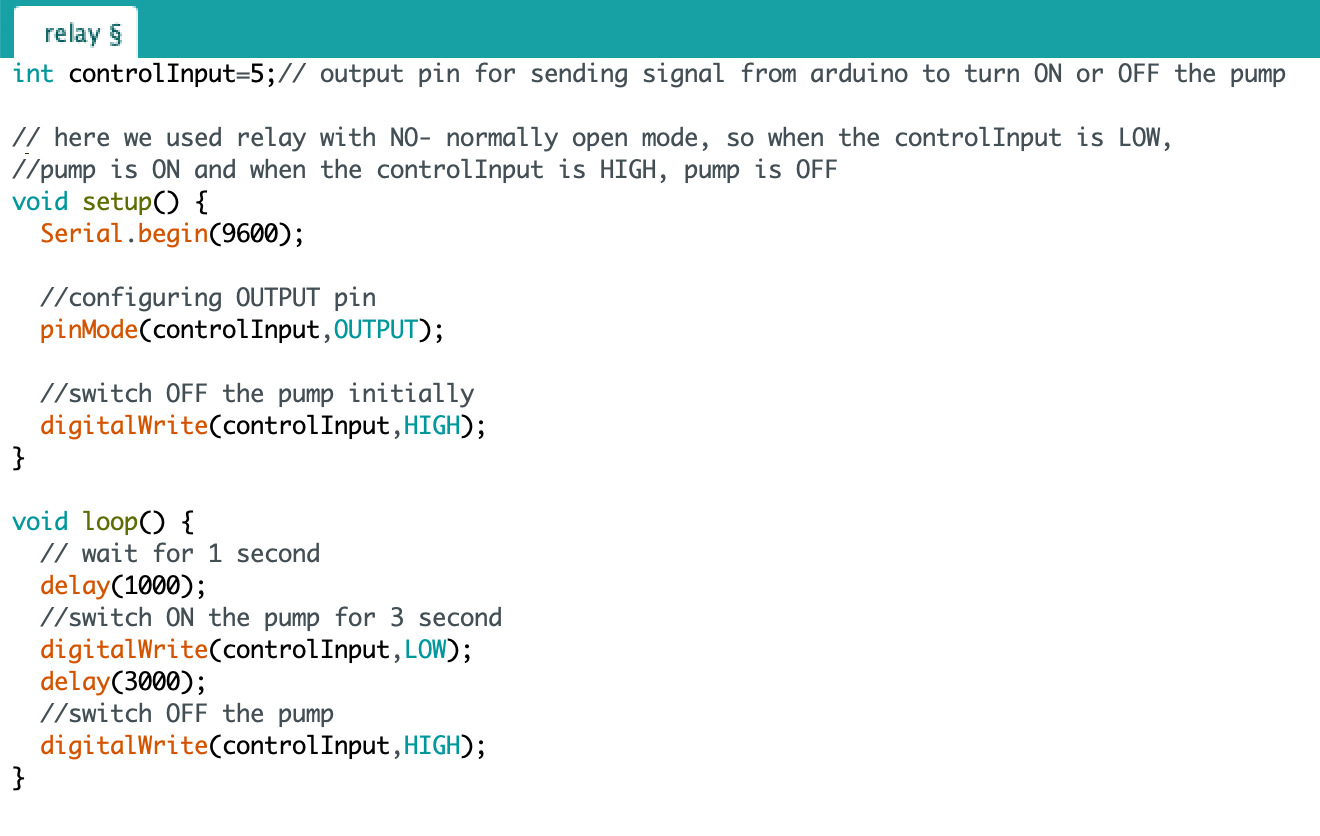 relay §
int controlInput=5;// output pin for sending signal from arduino to turn ON or OFF the pump
// here we used relay with NO- normally open mode, so when the controlInput is LOW,
//pump is ON and when the controlInput is HIGH, pump is OFF
void setup() {
  Serial.begin(9600);
  //configuring OUTPUT pin
  pinMode(controlInput,OUTPUT);
  //switch OFF the pump initially
  digitalWrite(controlInput,HIGH);
}
void loop() {
  // wait for 1 second
  delay(1000);
  //switch ON the pump for 3 second
  digitalWrite(controlInput,LOW);
  delay(3000);
  //switch OFF the pump
  digitalWrite(controlInput,HIGH);
}